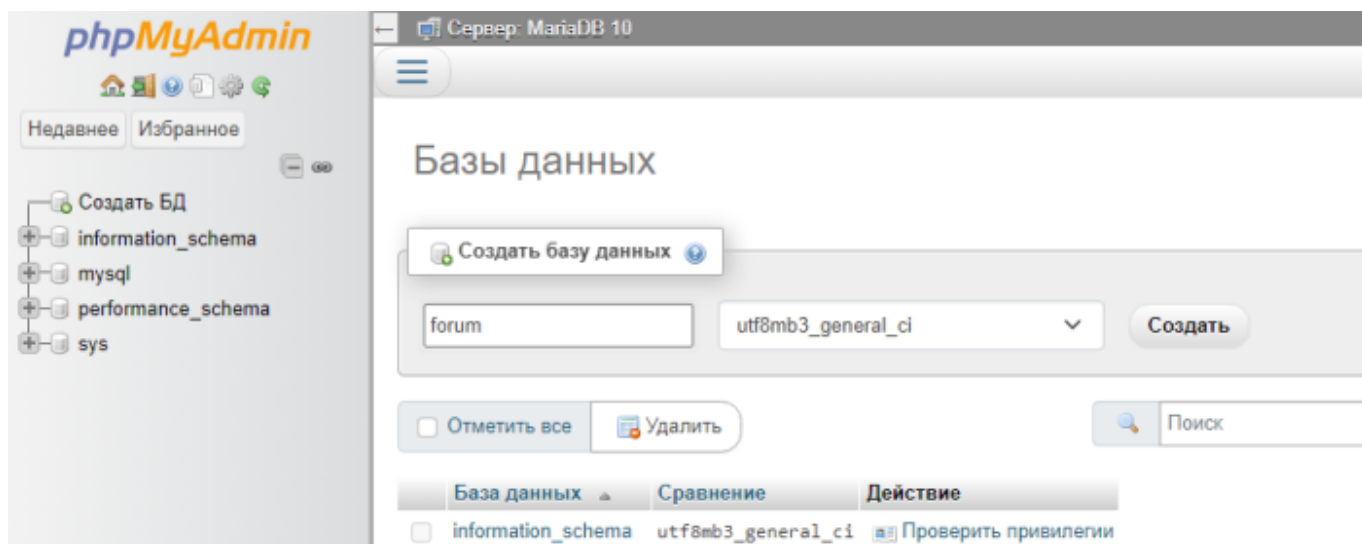 phpMyAdmin
Недавнее Избранное
Создать БД
information_schema
mysql
performance_schema
sys
Сервер: MariaDB 10
Базы данных
Создать базу данных
forum utf8mb3_general_ci Создать
Отметить все Удалить Поиск
База данных Сравнение Действие
information_schema utf8mb3_general_ci Проверить привилегии